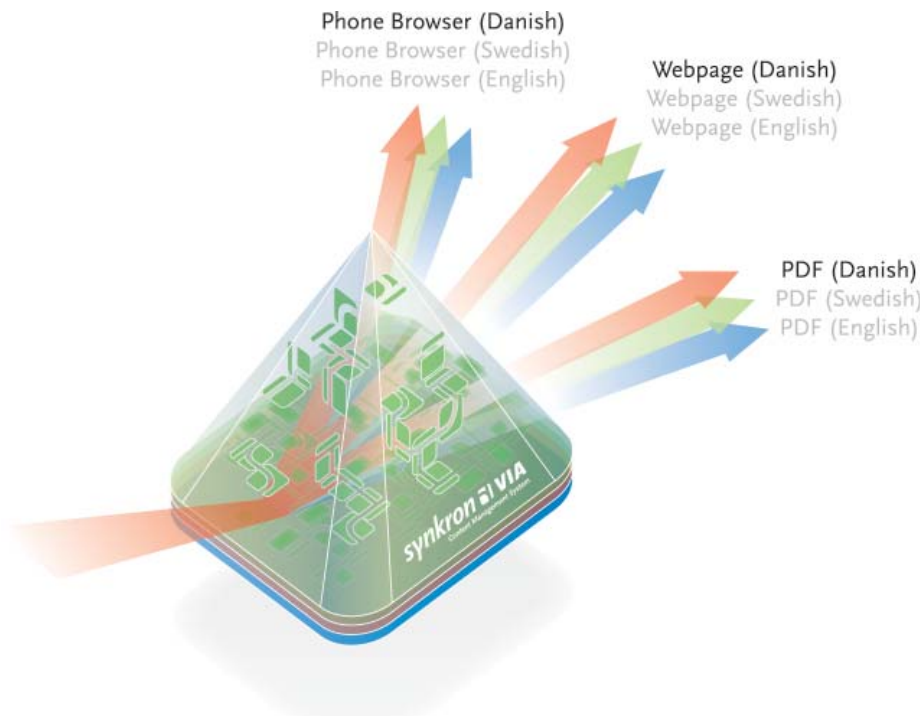 Phone Browser (Danish)
Phone Browser (Swedish)
Phone Browser (English)
Webpage (Danish)
Webpage (Swedish)
Webpage (English)
PDF (Danish)
PDF (Swedish)
PDF (English)
synkron VIA
Content Management System